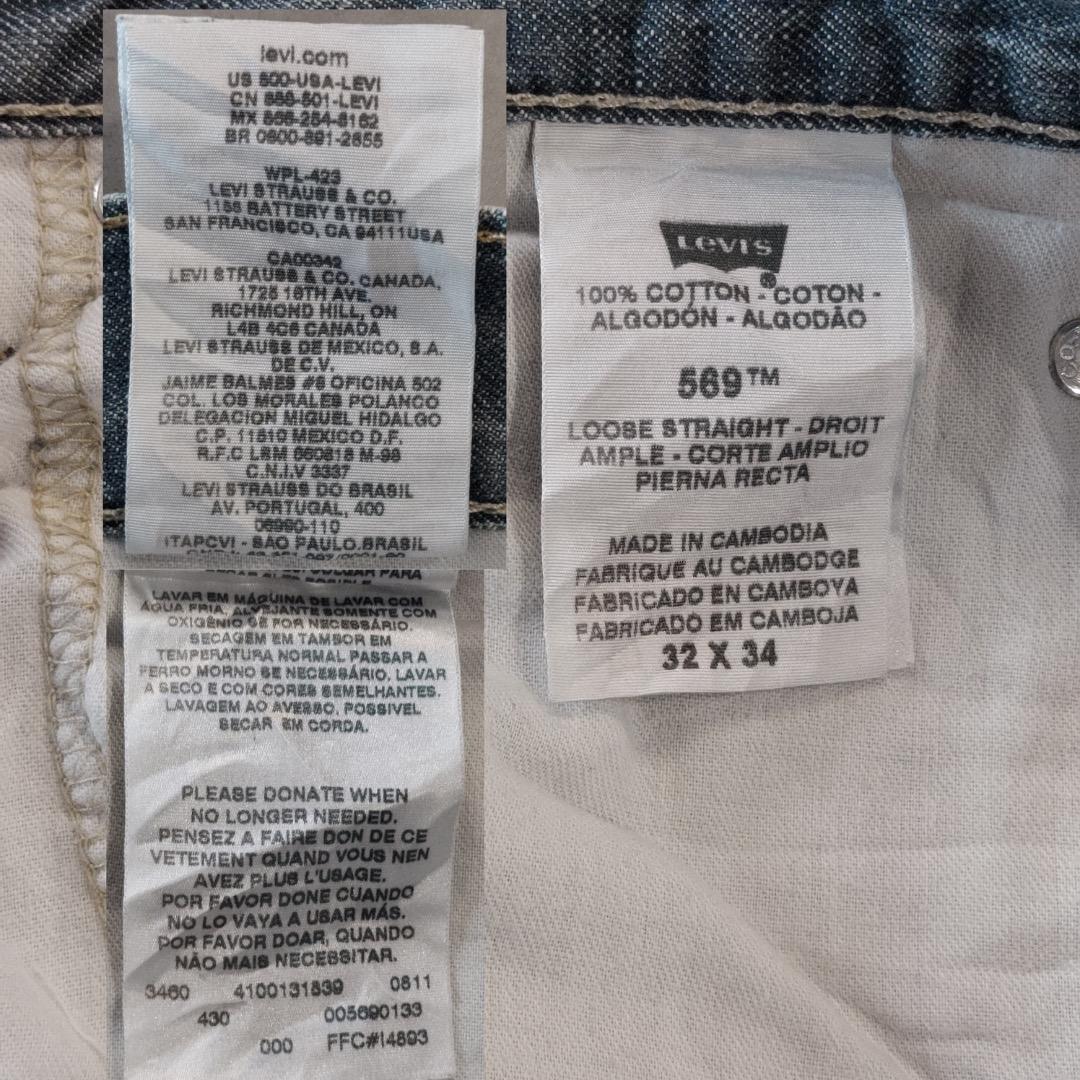 levi.com
US 800-USA-LEVI
CN 888-501-LEVI
MX 866-254-6162
BR 0800-891-2855
WPL-423
LEVI STRAUSS & CO.
1155 BATTERY STREET
SAN FRANCISCO, CA 94111USA
CA00342
LEVI STRAUSS & CO. CANADA,
1725 16TH AVE.
RICHMOND HILL, ON
L4B 4C6 CANADA
LEVI STRAUSS DE MEXICO, S.A.
DE C.V.
JAIME BALMES #8 OFICINA 502
COL. LOS MORALES POLANCO
DELEGACION MIGUEL HIDALGO
C.P. 11510 MEXICO D.F.
R.F.C LSM 660818 M-98
C.N.I.V 3337
LEVI STRAUSS DO BRASIL
AV. PORTUGAL, 400
06690-110
ITAPCVI - SAO PAULO.BRASIL
PARA
LAVAR EM MÁQUINA DE LAVAR COM
ÁGUA FRIA, ALVEJANTE SOMENTE COM
OXIGÊNIO SE FOR NECESSÁRIO.
SECAGEM EM TAMBOR EM
TEMPERATURA NORMAL PASSAR A
FERRO MORNO SE NECESSÁRIO. LAVAR
A SECO E COM CORES SEMELHANTES.
LAVAGEM AO AVESSO. POSSIVEL
SECAR EM CORDA.
PLEASE DONATE WHEN
NO LONGER NEEDED.
PENSEZ A FAIRE DON DE CE
VETEMENT QUAND VOUS NEN
AVEZ PLUS L'USAGE.
POR FAVOR DONE CUANDO
NO LO VAYA A USAR MÁS.
POR FAVOR DOAR, QUANDO
NÃO MAIS NECESSITAR.
3460 4100131839 0811
430 005690133
000 FFC#I4893
LEVI'S
®
100% COTTON - COTON -
ALGODÓN - ALGODÃO
569™
LOOSE STRAIGHT - DROIT
AMPLE - CORTE AMPLIO
PIERNA RECTA
MADE IN CAMBODIA
FABRIQUE AU CAMBODGE
FABRICADO EN CAMBOYA
FABRICADO EM CAMBOJA
32 X 34